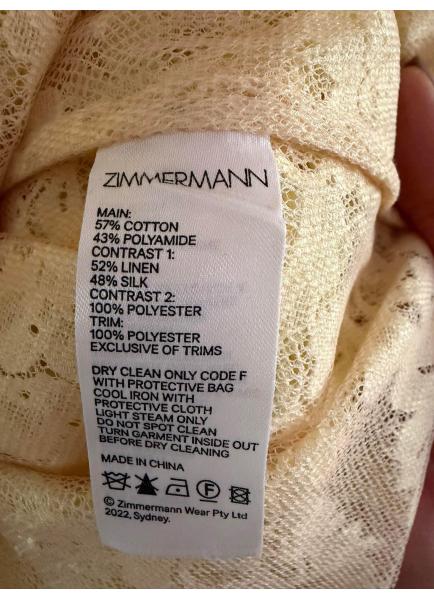 ZIMMERMANN
MAIN:
57% COTTON
43% POLYAMIDE
CONTRAST 1:
52% LINEN
48% SILK
CONTRAST 2:
100% POLYESTER
TRIM:
100% POLYESTER
EXCLUSIVE OF TRIMS
DRY CLEAN ONLY CODE F
WITH PROTECTIVE BAG
COOL IRON WITH
PROTECTIVE CLOTH
LIGHT STEAM ONLY
DO NOT SPOT CLEAN
TURN GARMENT INSIDE OUT
BEFORE DRY CLEANING
MADE IN CHINA
F
© Zimmermann Wear Pty Ltd
2022, Sydney.